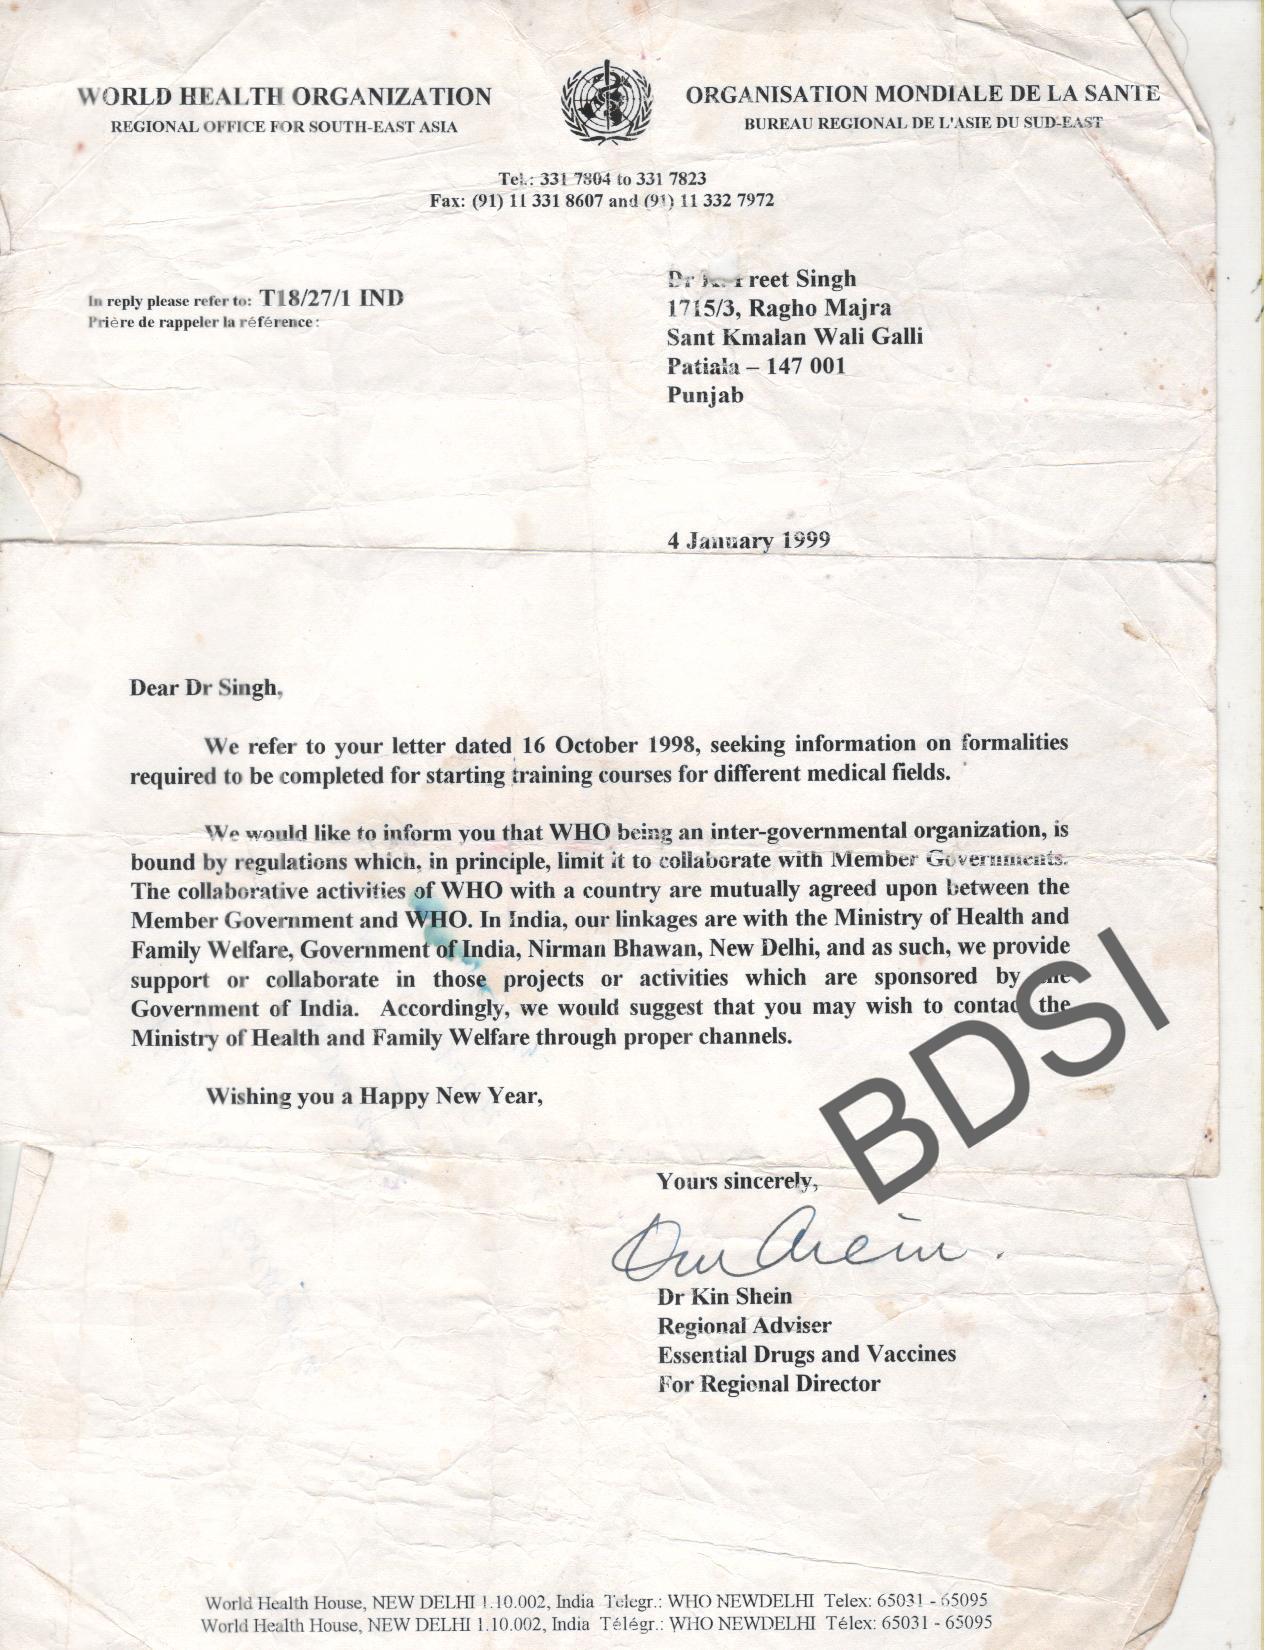 WORLD HEALTH ORGANIZATION
REGIONAL OFFICE FOR SOUTH-EAST ASIA
ORGANISATION MONDIALE DE LA SANTE
BUREAU REGIONAL DE L'ASIE DU SUD-EAST
Tel.: 331 7804 to 331 7823
Fax: (91) 11 331 8607 and (91) 11 332 7972
In reply please refer to: T18/27/1 IND
Prière de rappeler la référence:
Dr reet Singh
1715/3, Ragho Majra
Sant Kmalan Wali Galli
Patiala – 147 001
Punjab
4 January 1999
Dear Dr Singh,
We refer to your letter dated 16 October 1998, seeking information on formalities
required to be completed for starting training courses for different medical fields.
We would like to inform you that WHO being an inter-governmental organization, is
bound by regulations which, in principle, limit it to collaborate with Member Governments.
The collaborative activities of WHO with a country are mutually agreed upon between the
Member Government and WHO. In India, our linkages are with the Ministry of Health and
Family Welfare, Government of India, Nirman Bhawan, New Delhi, and as such, we provide
support or collaborate in those projects or activities which are sponsored by the
Government of India. Accordingly, we would suggest that you may wish to contact the
Ministry of Health and Family Welfare through proper channels.
Wishing you a Happy New Year,
BDSI
Yours sincerely,
Dr Kin Shein
Regional Adviser
Essential Drugs and Vaccines
For Regional Director
World Health House, NEW DELHI 1.10.002, India Telegr.: WHO NEWDELHI Telex: 65031 - 65095
World Health House, NEW DELHI 1.10.002, India Télégr.: WHO NEWDELHI Télex: 65031 - 65095